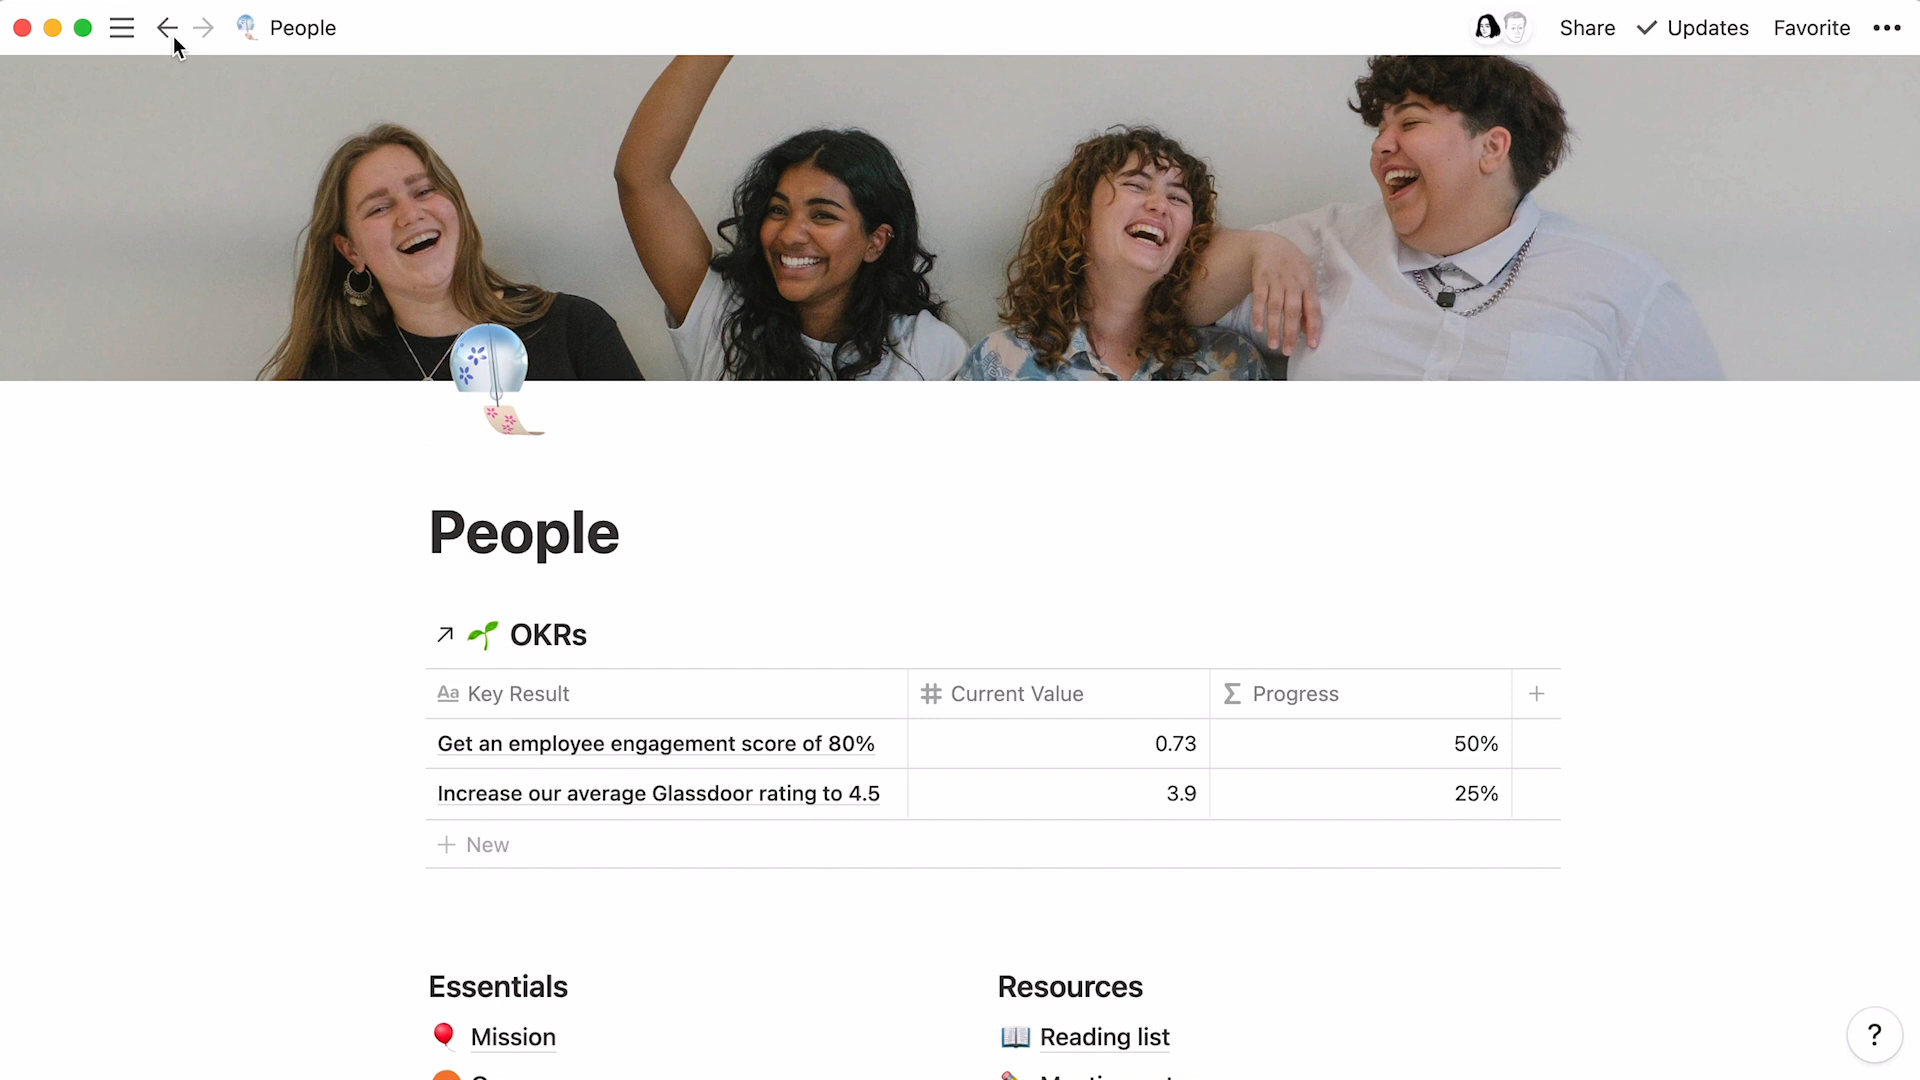 People
Share Updates Favorite
People
OKRs
Aa Key Result Current Value Progress
Get an employee engagement score of 80% 0.73 50%
Increase our average Glassdoor rating to 4.5 3.9 25%
New
Essentials Resources
Mission Reading list
?